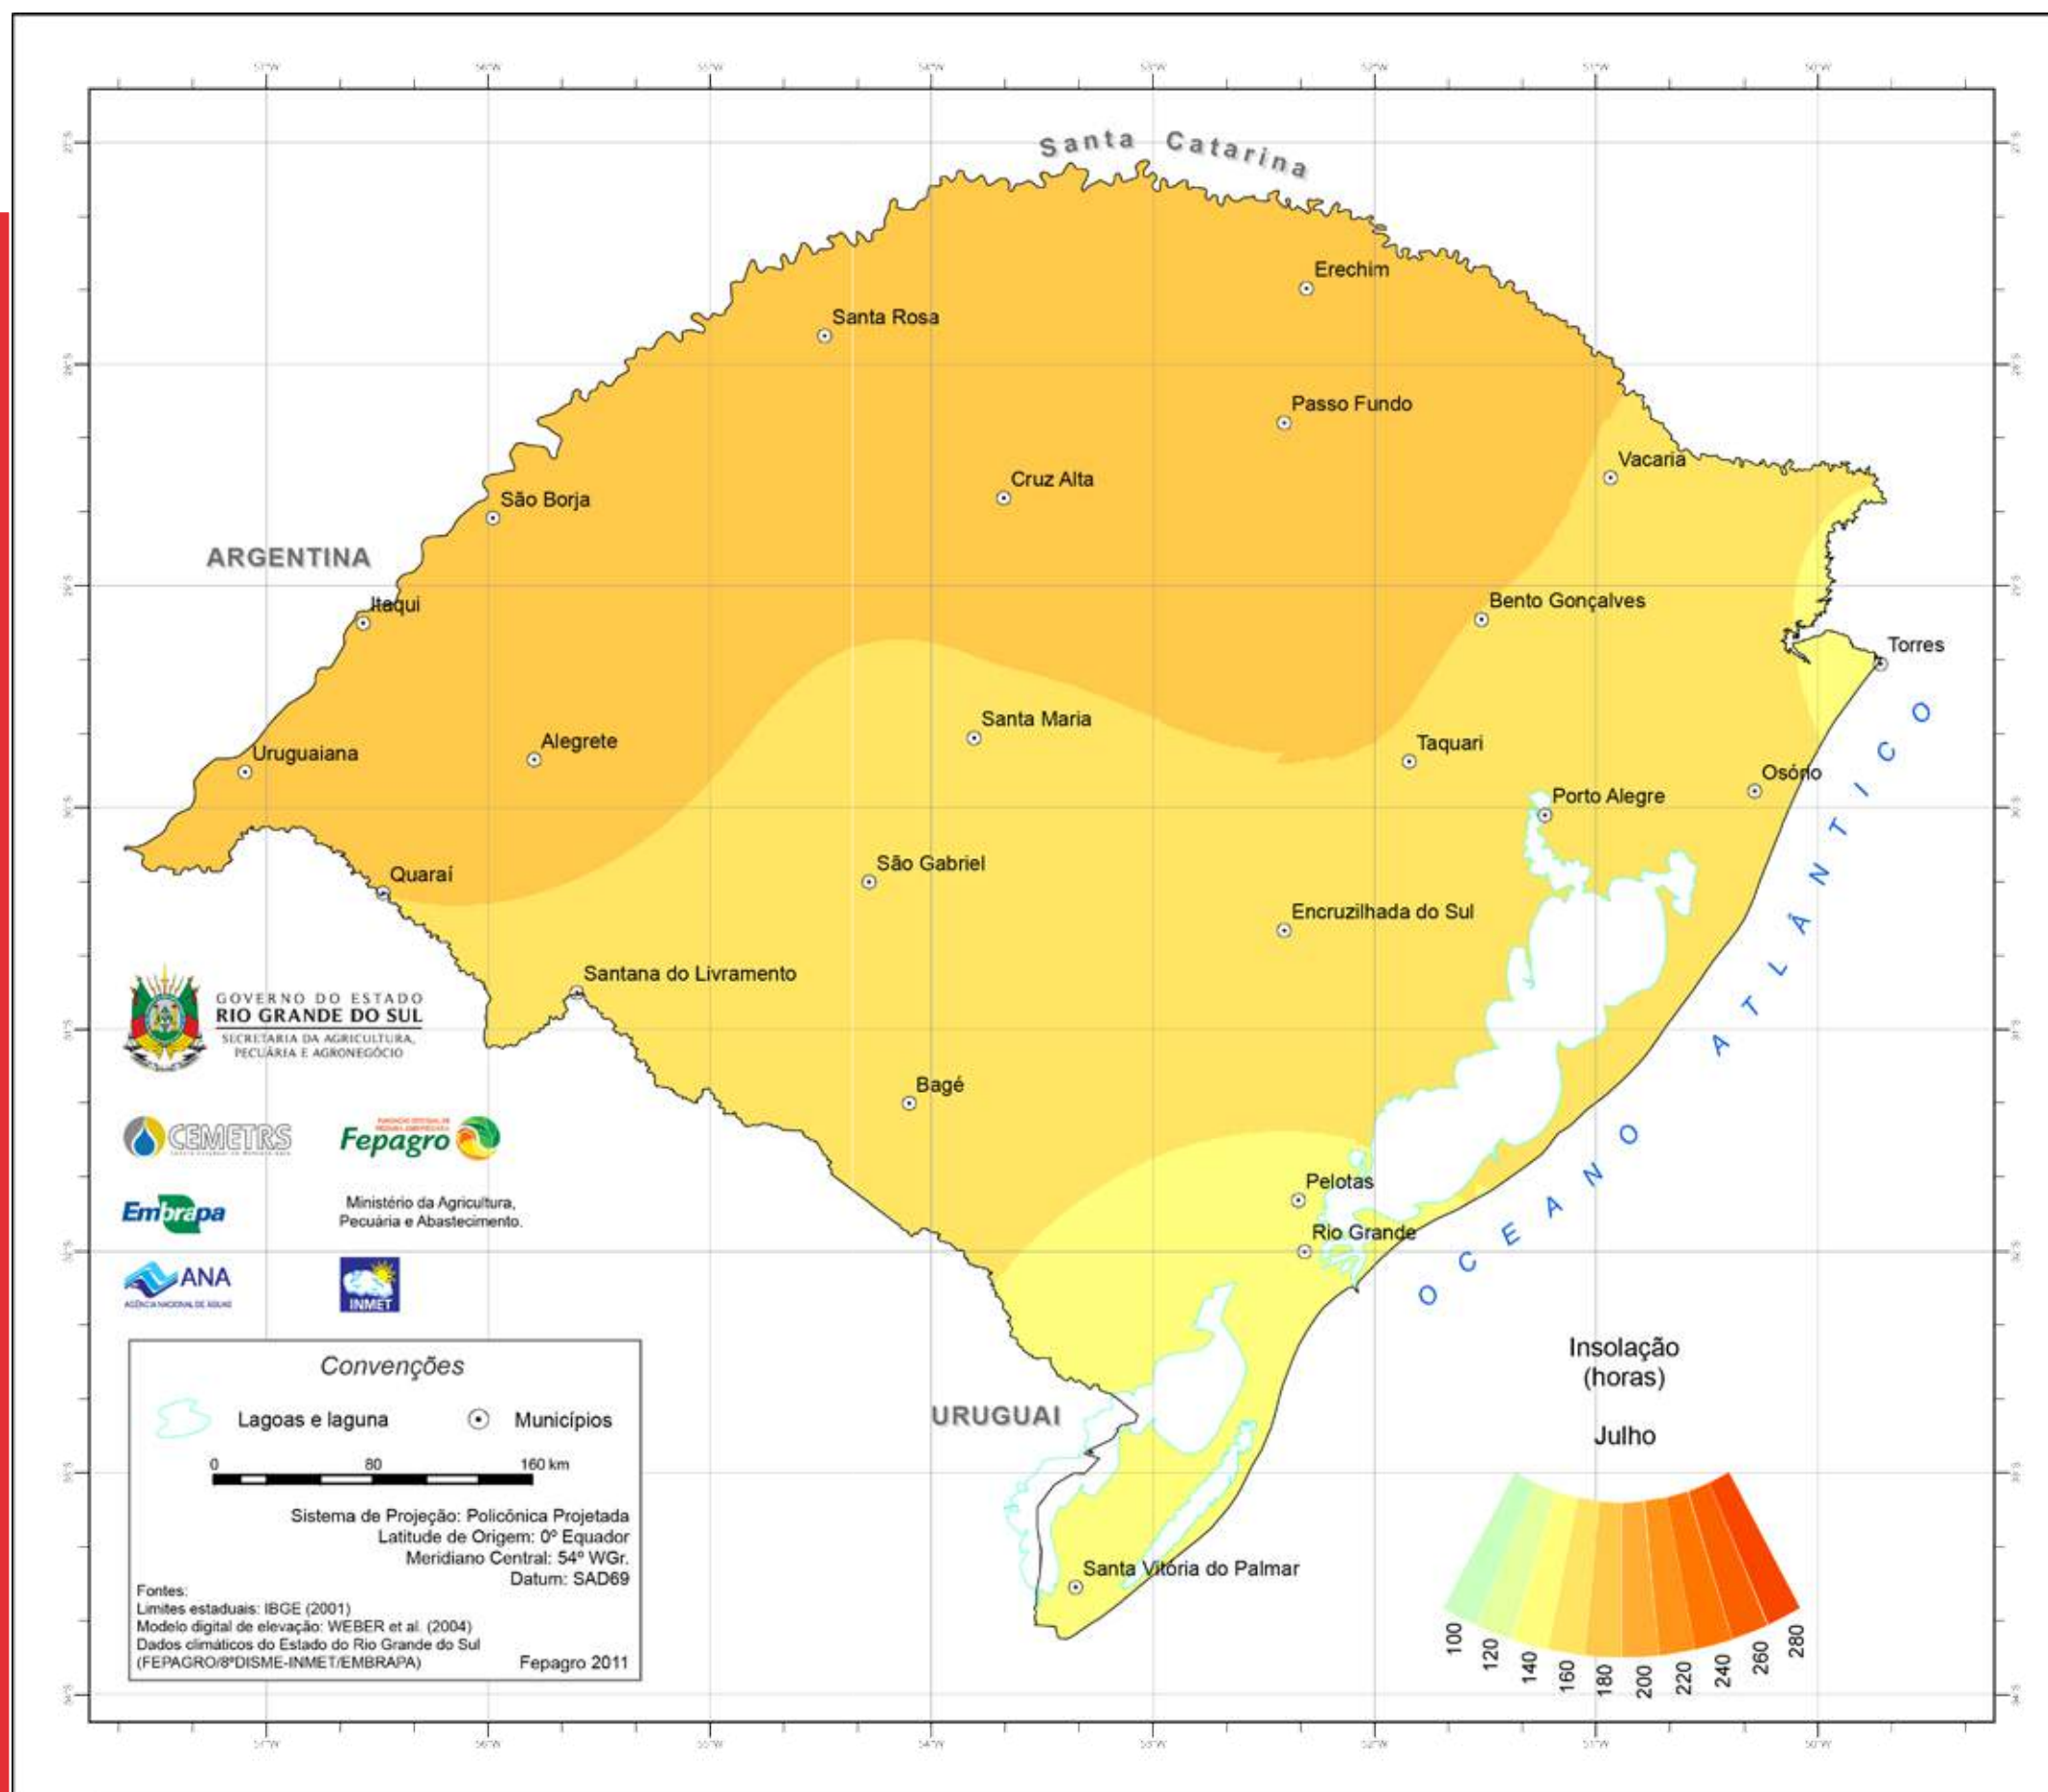 Santa Catarina
Erechim
Santa Rosa
Passo Fundo
Vacaria
Cruz Alta
São Borja
ARGENTINA
Itaqui
Bento Gonçalves
Torres
Santa Maria
Alegrete
Taquari
Uruguaiana
Osório
Porto Alegre
São Gabriel
Quaraí
Encruzilhada do Sul
Santana do Livramento
OCEANO ATLÂNTICO
GOVERNO DO ESTADO
RIO GRANDE DO SUL
SECRETARIA DA AGRICULTURA,
PECUÁRIA E AGRONEGÓCIO
Bagé
CEMETRS
Fepagro
Pelotas
Embrapa
Ministério da Agricultura,
Pecuária e Abastecimento.
Rio Grande
ANA
AGÊNCIA NACIONAL DE ÁGUAS
INMET
URUGUAI
Santa Vitória do Palmar
Convenções
Lagoas e laguna
Municípios
0 80 160 km
Sistema de Projeção: Policônica Projetada
Latitude de Origem: 0º Equador
Meridiano Central: 54º WGr.
Datum: SAD69
Fontes:
Limites estaduais: IBGE (2001)
Modelo digital de elevação: WEBER et al. (2004)
Dados climáticos do Estado do Rio Grande do Sul
(FEPAGRO/8ºDISME-INMET/EMBRAPA)
Fepagro 2011
Insolação
(horas)
Julho
100
120
140
160
180
200
220
240
260
280